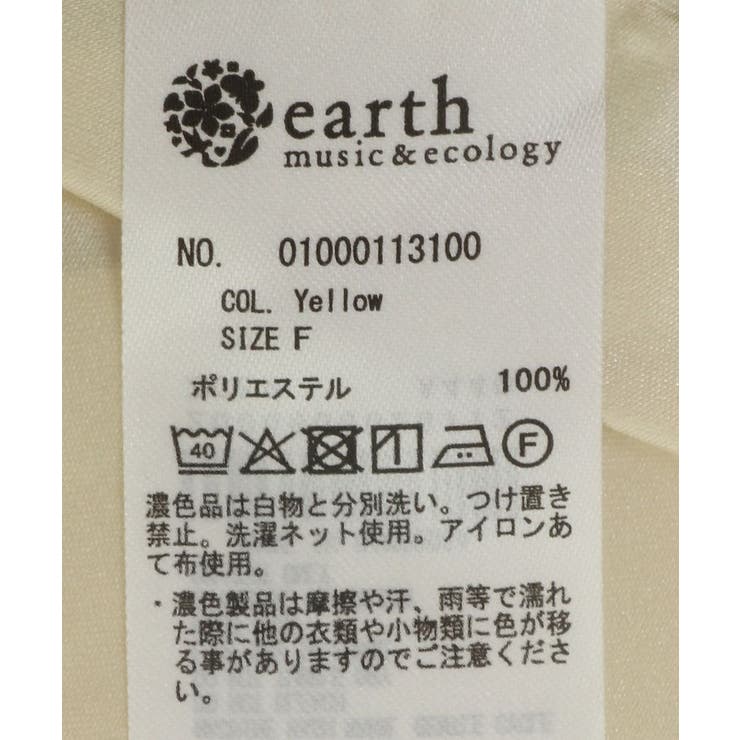 earth
music&ecology
NO. 01000113100
COL. Yellow
SIZE F
ポリエステル 100%
40 F
濃色品は白物と分別洗い。つけ置き
禁止。洗濯ネット使用。アイロンあ
て布使用。
・濃色製品は摩擦や汗、雨等で濡れ
た際に他の衣類や小物類に色が移
る事がありますのでご注意くださ
い。